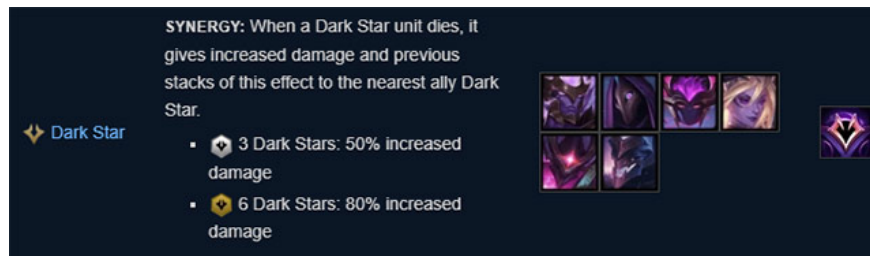 SYNERGY: When a Dark Star unit dies, it
gives increased damage and previous
stacks of this effect to the nearest ally Dark
Star.
Dark Star
3 Dark Stars: 50% increased
damage
6 Dark Stars: 80% increased
damage